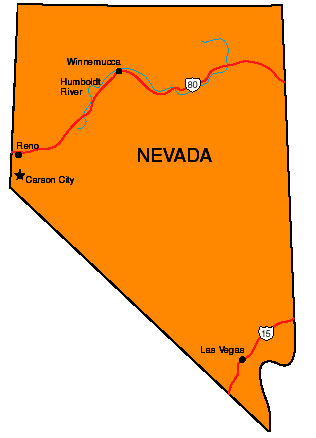 Winnemucca
Humboldt
River
80
Reno
NEVADA
Carson City
15
Las Vegas